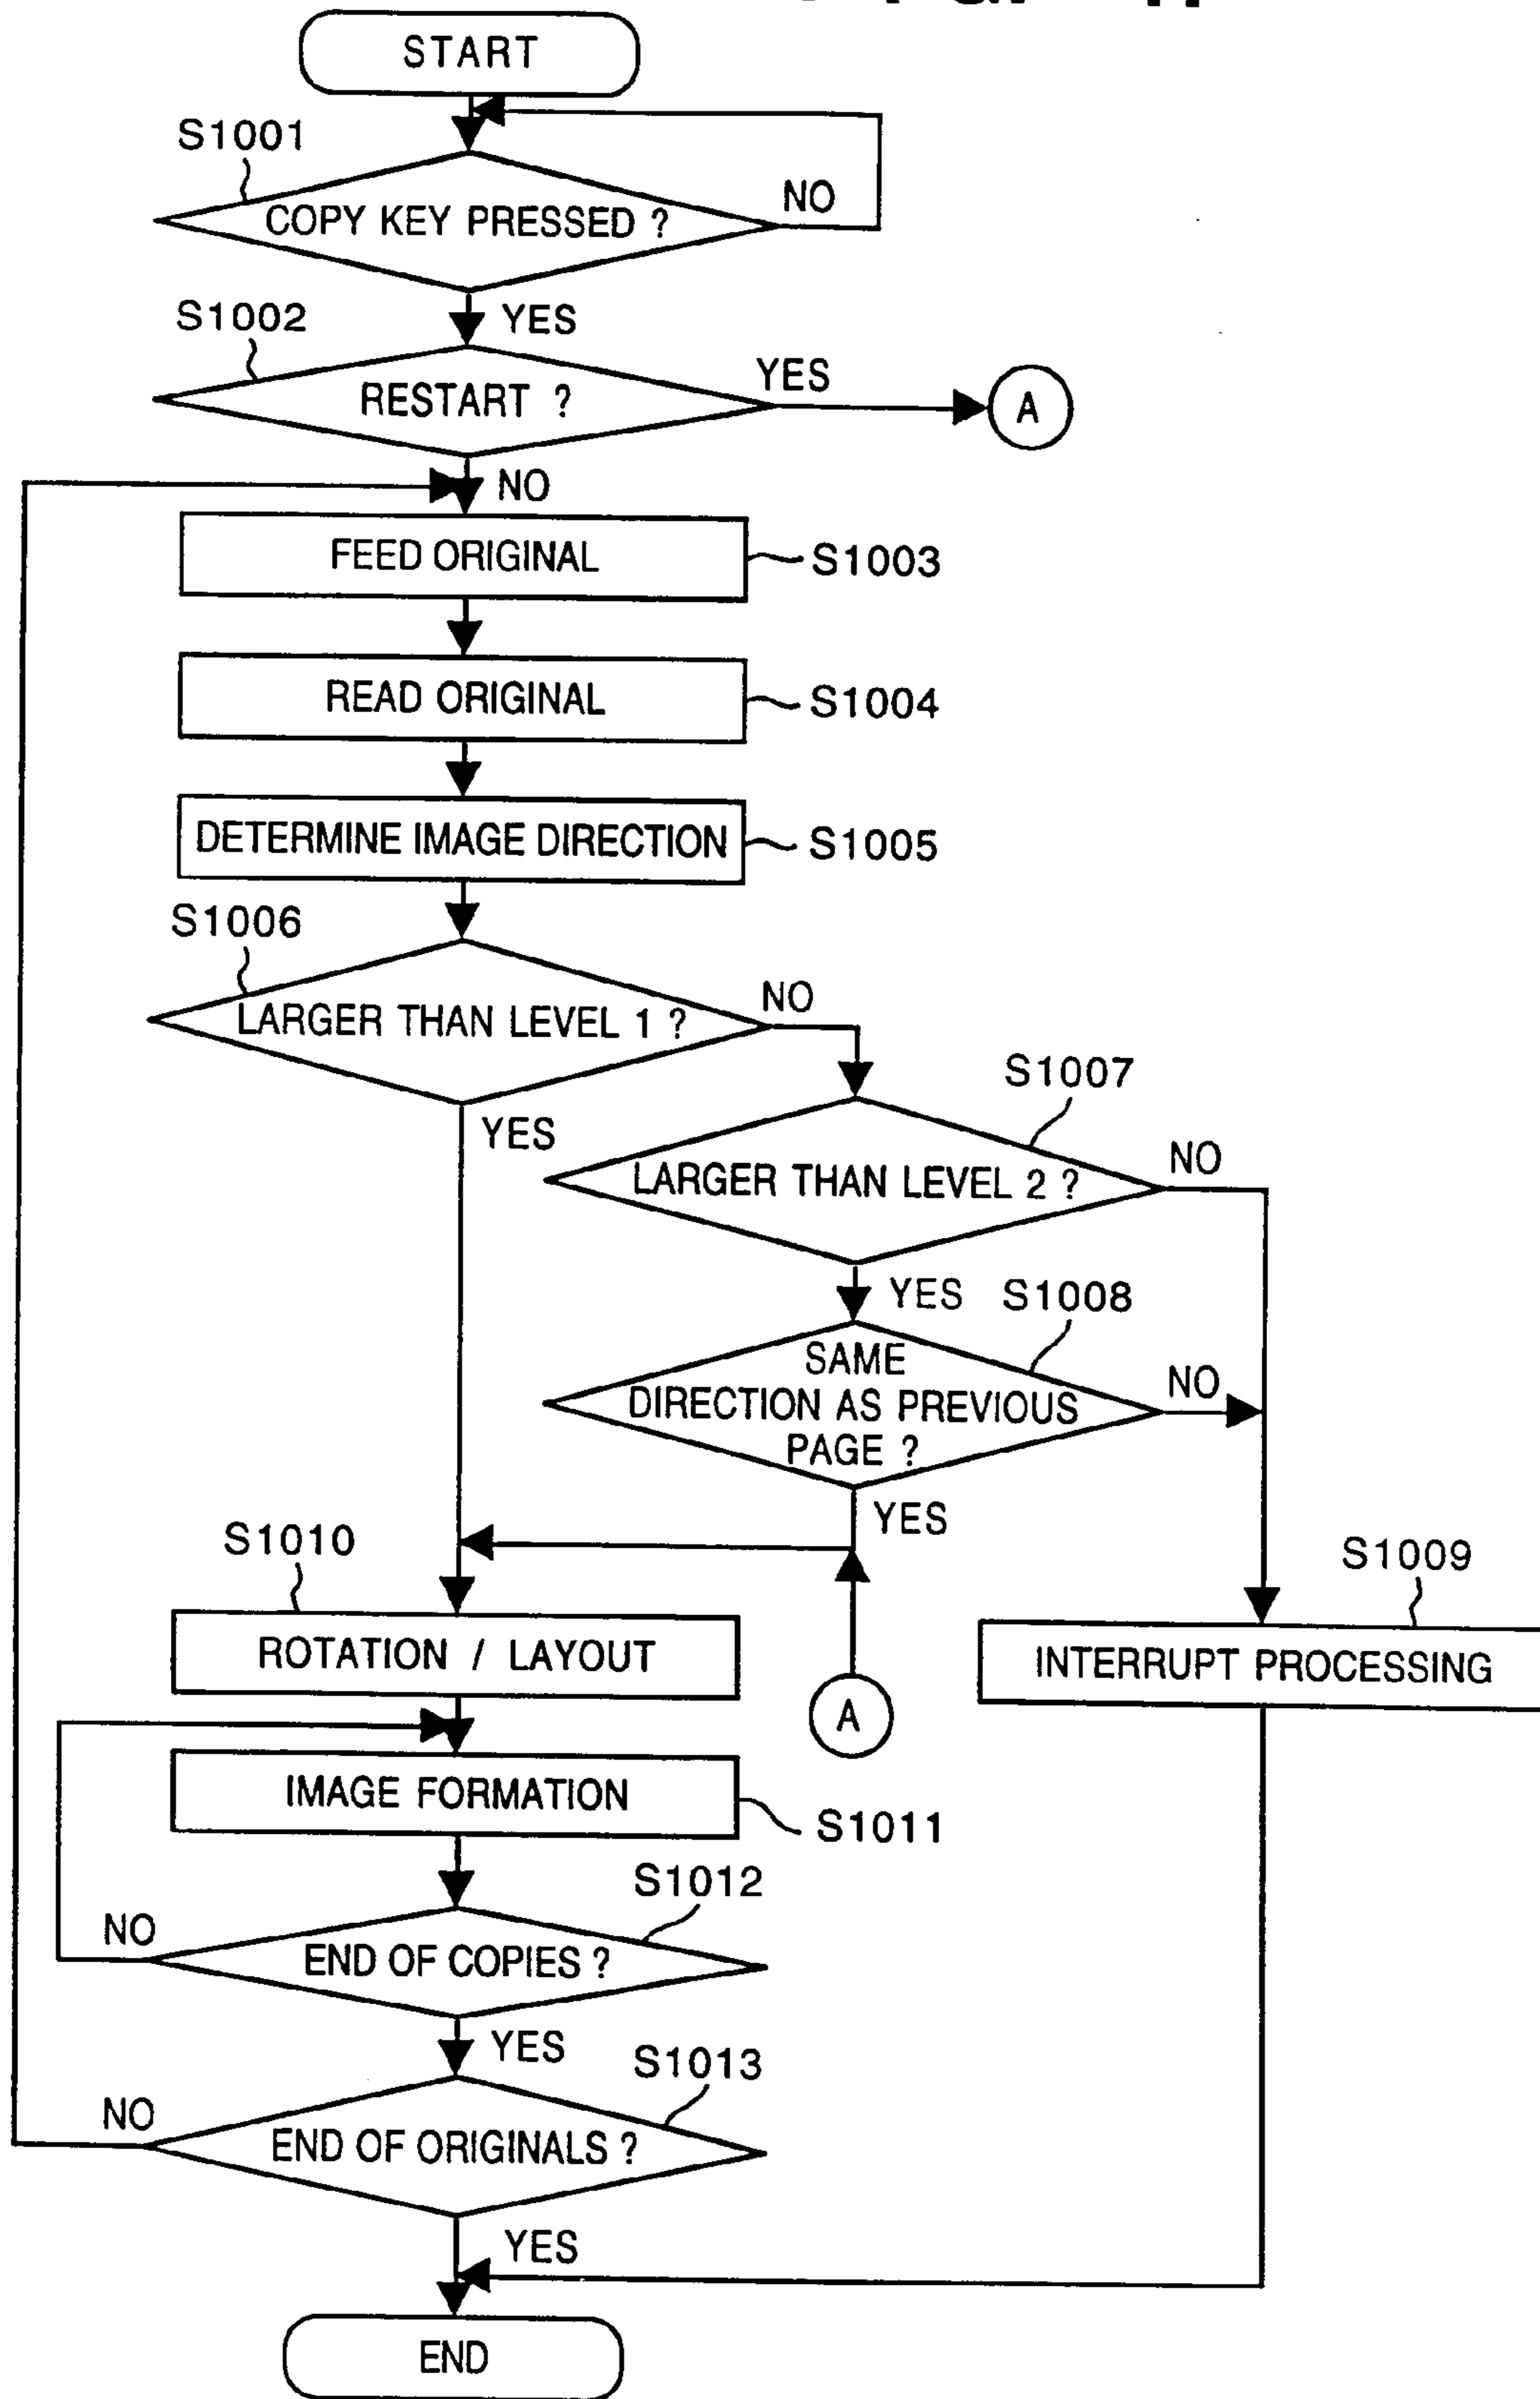 START
S1001
COPY KEY PRESSED ?
NO
YES
S1002
RESTART ?
YES
A
NO
FEED ORIGINAL
S1003
READ ORIGINAL
S1004
DETERMINE IMAGE DIRECTION
S1005
S1006
LARGER THAN LEVEL 1 ?
NO
YES
S1007
LARGER THAN LEVEL 2 ?
NO
YES
S1008
SAME
DIRECTION AS PREVIOUS
PAGE ?
NO
YES
S1010
ROTATION / LAYOUT
A
S1009
INTERRUPT PROCESSING
IMAGE FORMATION
S1011
S1012
END OF COPIES ?
NO
YES
S1013
END OF ORIGINALS ?
NO
YES
END